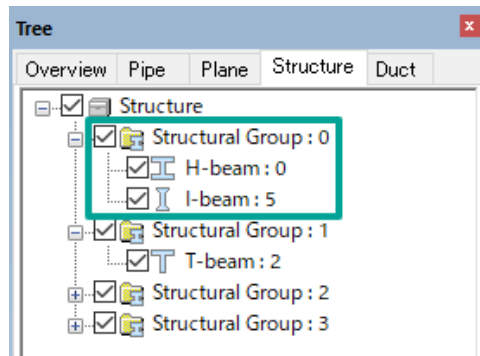 Tree
Overview Pipe Plane Structure Duct
Structure
Structural Group : 0
H-beam : 0
I-beam : 5
Structural Group : 1
T-beam : 2
Structural Group : 2
Structural Group : 3